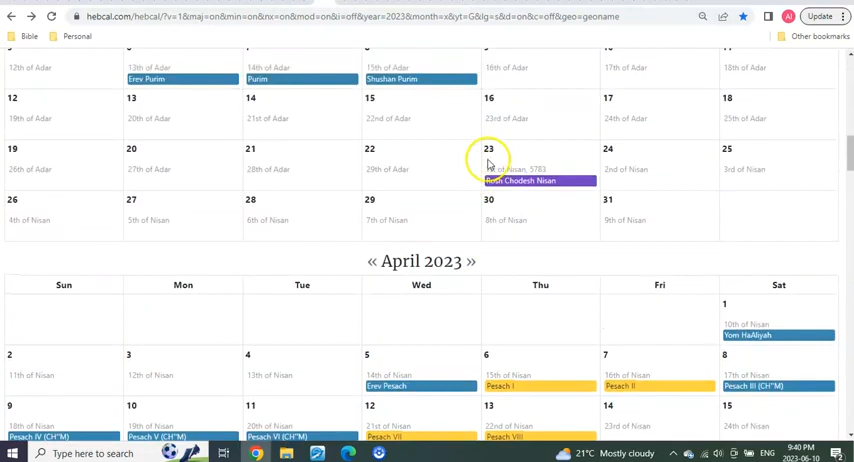 hebcal.com/hebcal/?v=1&maj=on&min=on&nx=on&mod=on&i=off&year=2023&month=x&yt=G&lg=s&d=on&c=off&geo=geoname
AI
Update
Bible Personal Other bookmarks
12th of Adar 13th of Adar 14th of Adar 15th of Adar 16th of Adar 17th of Adar 18th of Adar
Erev Purim Purim Shushan Purim
12 13 14 15 16 17 18
19th of Adar 20th of Adar 21st of Adar 22nd of Adar 23rd of Adar 24th of Adar 25th of Adar
19 20 21 22 23 24 25
26th of Adar 27th of Adar 28th of Adar 29th of Adar of Nisan, 5783 2nd of Nisan 3rd of Nisan
Rosh Chodesh Nisan
26 27 28 29 30 31
4th of Nisan 5th of Nisan 6th of Nisan 7th of Nisan 8th of Nisan 9th of Nisan
« April 2023 »
Sun Mon Tue Wed Thu Fri Sat
1
10th of Nisan
Yom HaAliyah
2 3 4 5 6 7 8
11th of Nisan 12th of Nisan 13th of Nisan 14th of Nisan 15th of Nisan 16th of Nisan 17th of Nisan
Erev Pesach Pesach I Pesach II Pesach III (CH"M)
9 10 11 12 13 14 15
18th of Nisan 19th of Nisan 20th of Nisan 21st of Nisan 22nd of Nisan 23rd of Nisan 24th of Nisan
Pesach IV (CH"M) Pesach V (CH"M) Pesach VI (CH"M) Pesach VII Pesach VIII
Type here to search 21°C Mostly cloudy ENG 9:40 PM
2023-06-10
2